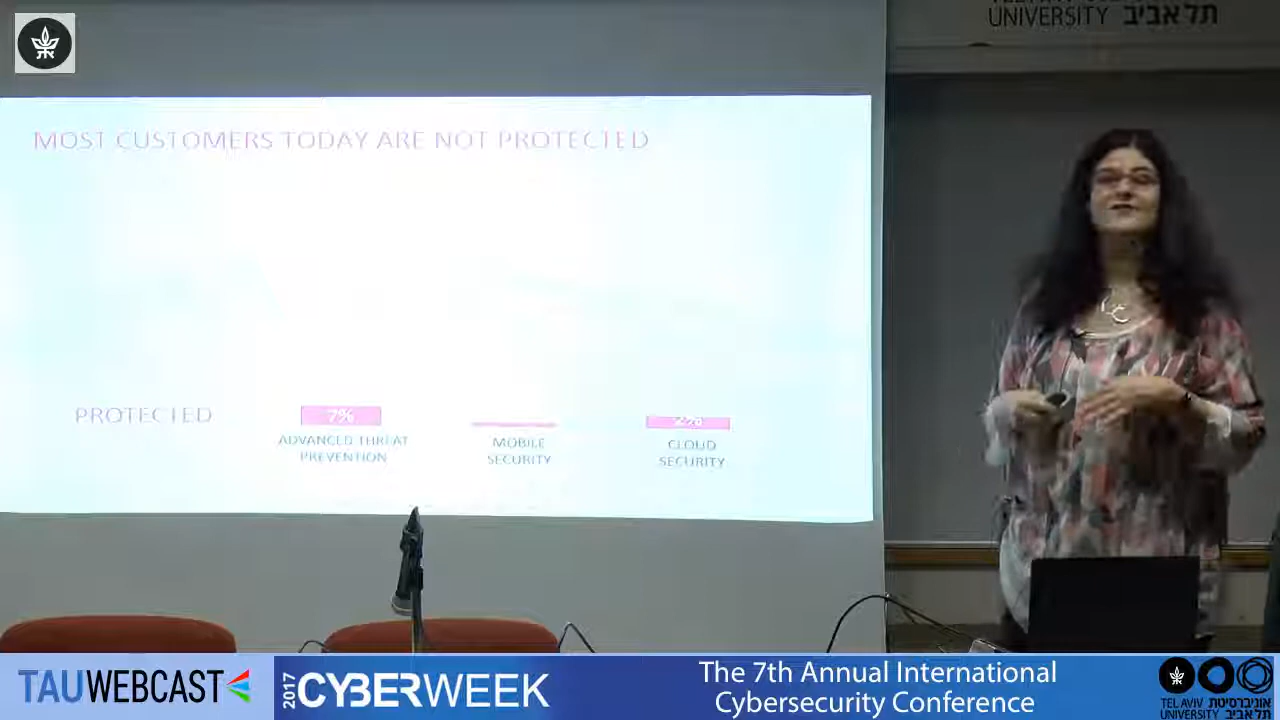 UNIVERSITY תל אביב
MOST CUSTOMERS TODAY ARE NOT PROTECTED
PROTECTED
7%
ADVANCED THREAT
PREVENTION
MOBILE
SECURITY
2%
CLOUD
SECURITY
TAUWEBCAST
2017
CYBERWEEK
The 7th Annual International
Cybersecurity Conference
TEL AVIV אוניברסיטת
UNIVERSITY תל אביב